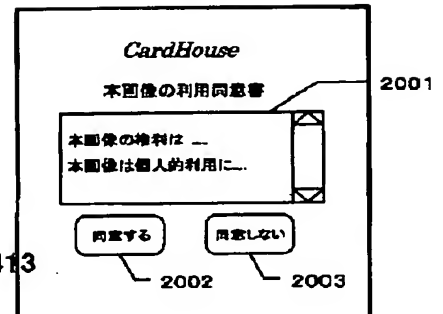 CardHouse
本画像の利用同意書
2001
本画像の権利は ....
本画像は個人的利用に....
同意する
同意しない
413
2002
2003